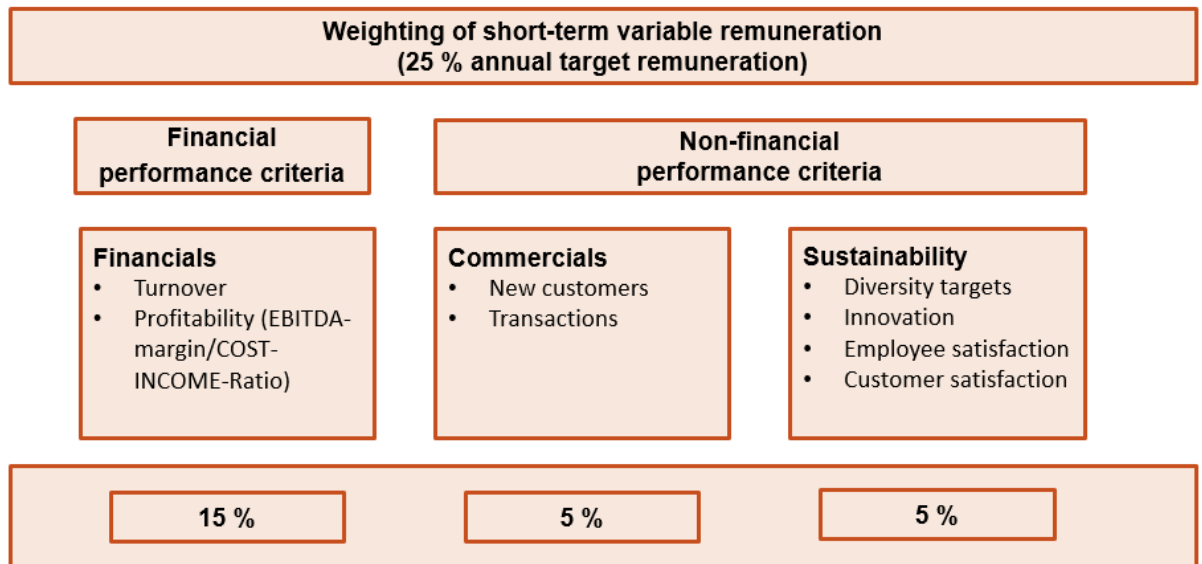 Weighting of short-term variable remuneration
(25 % annual target remuneration)
Financial
performance criteria
Non-financial
performance criteria
Financials
• Turnover
• Profitability (EBITDA-
margin/COST-
INCOME-Ratio)
Commercials
• New customers
• Transactions
Sustainability
• Diversity targets
• Innovation
• Employee satisfaction
• Customer satisfaction
15 %
5 %
5 %